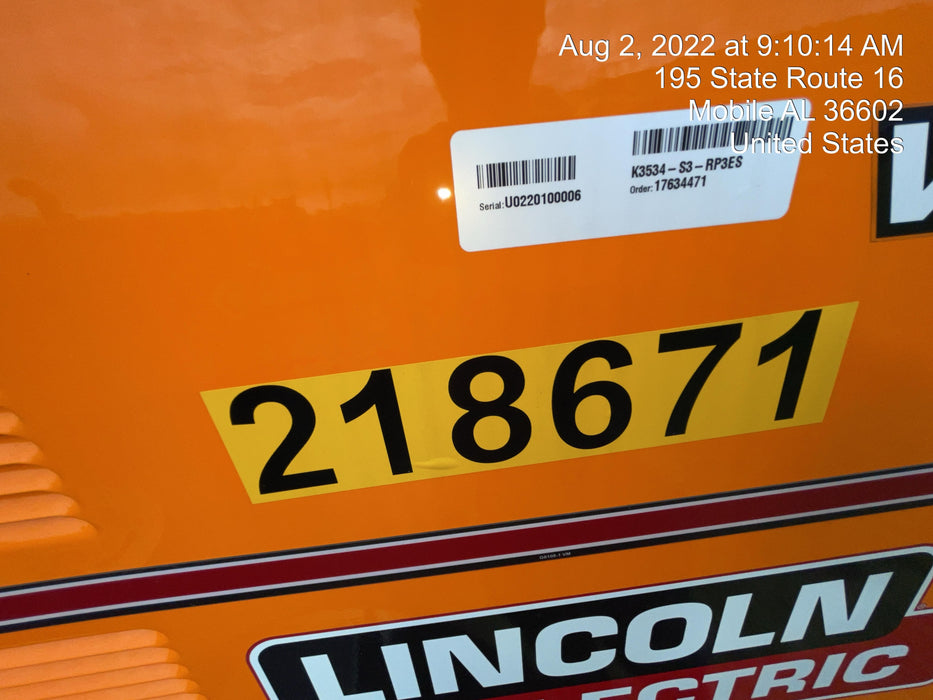 Aug 2, 2022 at 9:10:14 AM
195 State Route 16
Mobile AL 36602
United States
K3534-S3-RP3ES
Serial: U0220100006
Order: 17634471
218671
LINCOLN